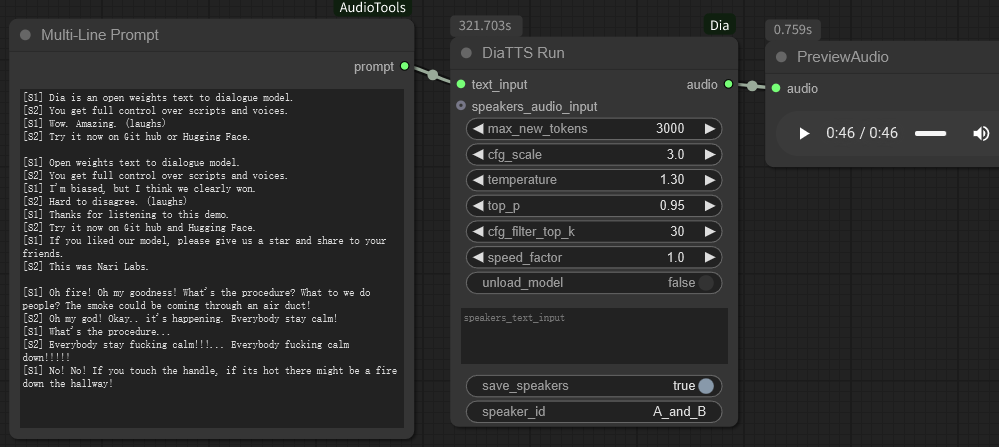 AudioTools
Multi-Line Prompt
prompt
[S1] Dia is an open weights text to dialogue model.
[S2] You get full control over scripts and voices.
[S1] Wow. Amazing. (laughs)
[S2] Try it now on Git hub or Hugging Face.
[S1] Open weights text to dialogue model.
[S2] You get full control over scripts and voices.
[S1] I'm biased, but I think we clearly won.
[S2] Hard to disagree. (laughs)
[S1] Thanks for listening to this demo.
[S2] Try it now on Git hub and Hugging Face.
[S1] If you liked our model, please give us a star and share to your
friends.
[S2] This was Nari Labs.
[S1] Oh fire! Oh my goodness! What's the procedure? What to we do
people? The smoke could be coming through an air duct!
[S2] Oh my god! Okay.. it's happening. Everybody stay calm!
[S1] What's the procedure...
[S2] Everybody stay fucking calm!!!... Everybody fucking calm
down!!!!!
[S1] No! No! If you touch the handle, if its hot there might be a fire
down the hallway!
321.703s
Dia
DiaTTS Run
text_input
audio
speakers_audio_input
max_new_tokens 3000
cfg_scale 3.0
temperature 1.30
top_p 0.95
cfg_filter_top_k 30
speed_factor 1.0
unload_model false
speakers_text_input
save_speakers true
speaker_id A_and_B
0.759s
PreviewAudio
audio
0:46 / 0:46